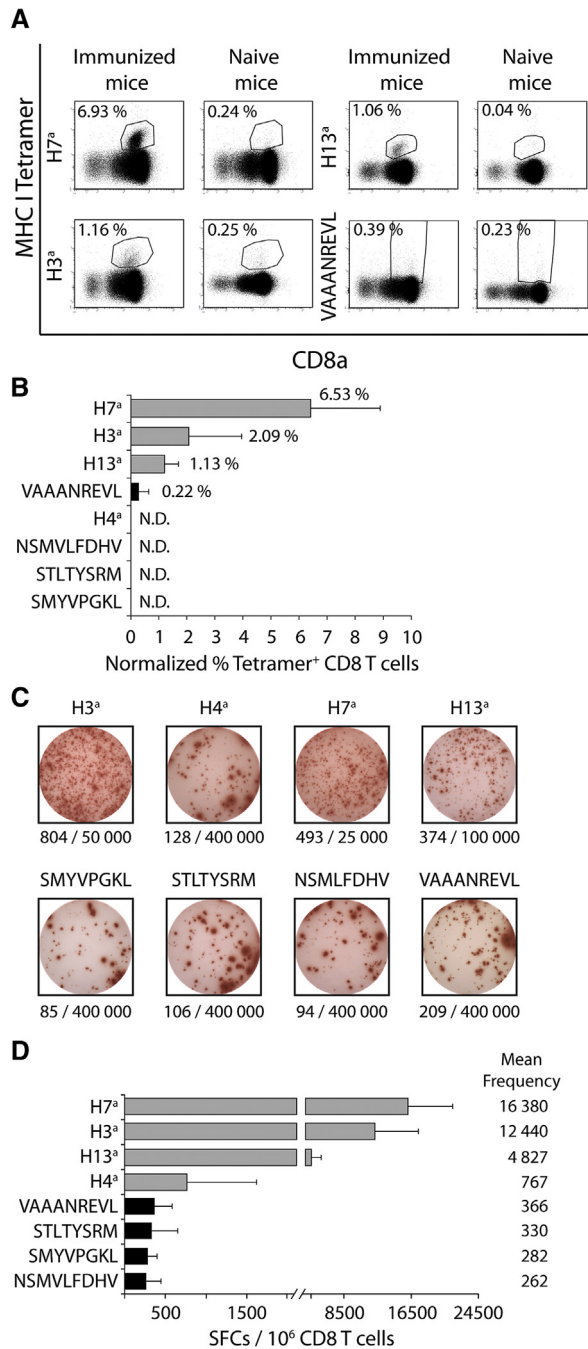 A
Immunized mice
Naive mice
Immunized mice
Naive mice
MHC I Tetramer
H7ª
6.93 %
0.24 %
H13ª
1.06 %
0.04 %
H3ª
1.16 %
0.25 %
VAAANREVL
0.39 %
0.23 %
CD8a
B
H7ª
6.53 %
H3ª
2.09 %
H13ª
1.13 %
VAAANREVL
0.22 %
H4ª
N.D.
NSMVLFDHV
N.D.
STLTYSRM
N.D.
SMYVPGKL
N.D.
0 1 2 3 4 5 6 7 8 9 10
Normalized % Tetramer⁺ CD8 T cells
C
H3ª H4ª H7ª H13ª
804 / 50 000 128 / 400 000 493 / 25 000 374 / 100 000
SMYVPGKL STLTYSRM NSMLFDHV VAAANREVL
85 / 400 000 106 / 400 000 94 / 400 000 209 / 400 000
D
Mean
Frequency
H7ª 16 380
H3ª 12 440
H13ª 4 827
H4ª 767
VAAANREVL 366
STLTYSRM 330
SMYVPGKL 282
NSMVLFDHV 262
500 1500 8500 16500 24500
SFCs / 10⁶ CD8 T cells